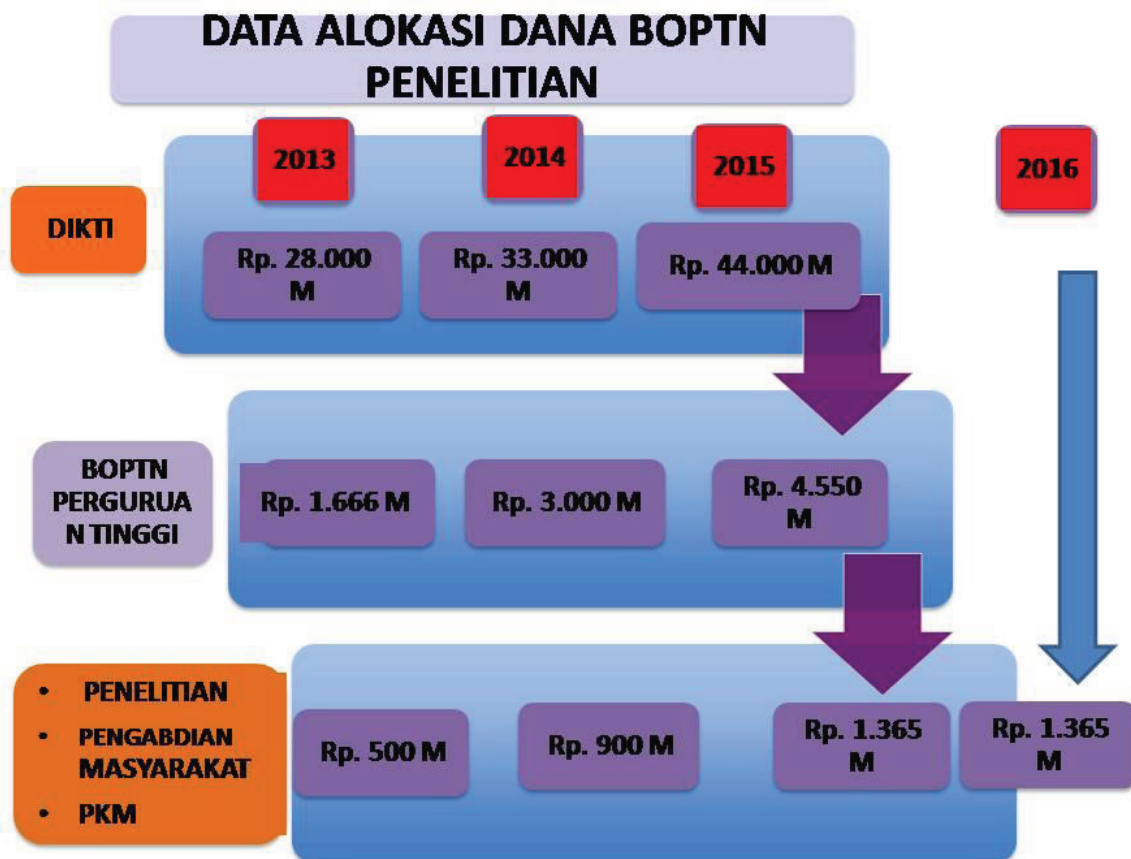 DATA ALOKASI DANA BOPTN
PENELITIAN
2013
2014
2015
2016
DIKTI
Rp. 28.000
M
Rp. 33.000
M
Rp. 44.000 M
BOPTN
PERGURUA
N TINGGI
Rp. 1.666 M
Rp. 3.000 M
Rp. 4.550
M
• PENELITIAN
• PENGABDIAN
MASYARAKAT
• PKM
Rp. 500 M
Rp. 900 M
Rp. 1.365
M
Rp. 1.365
M